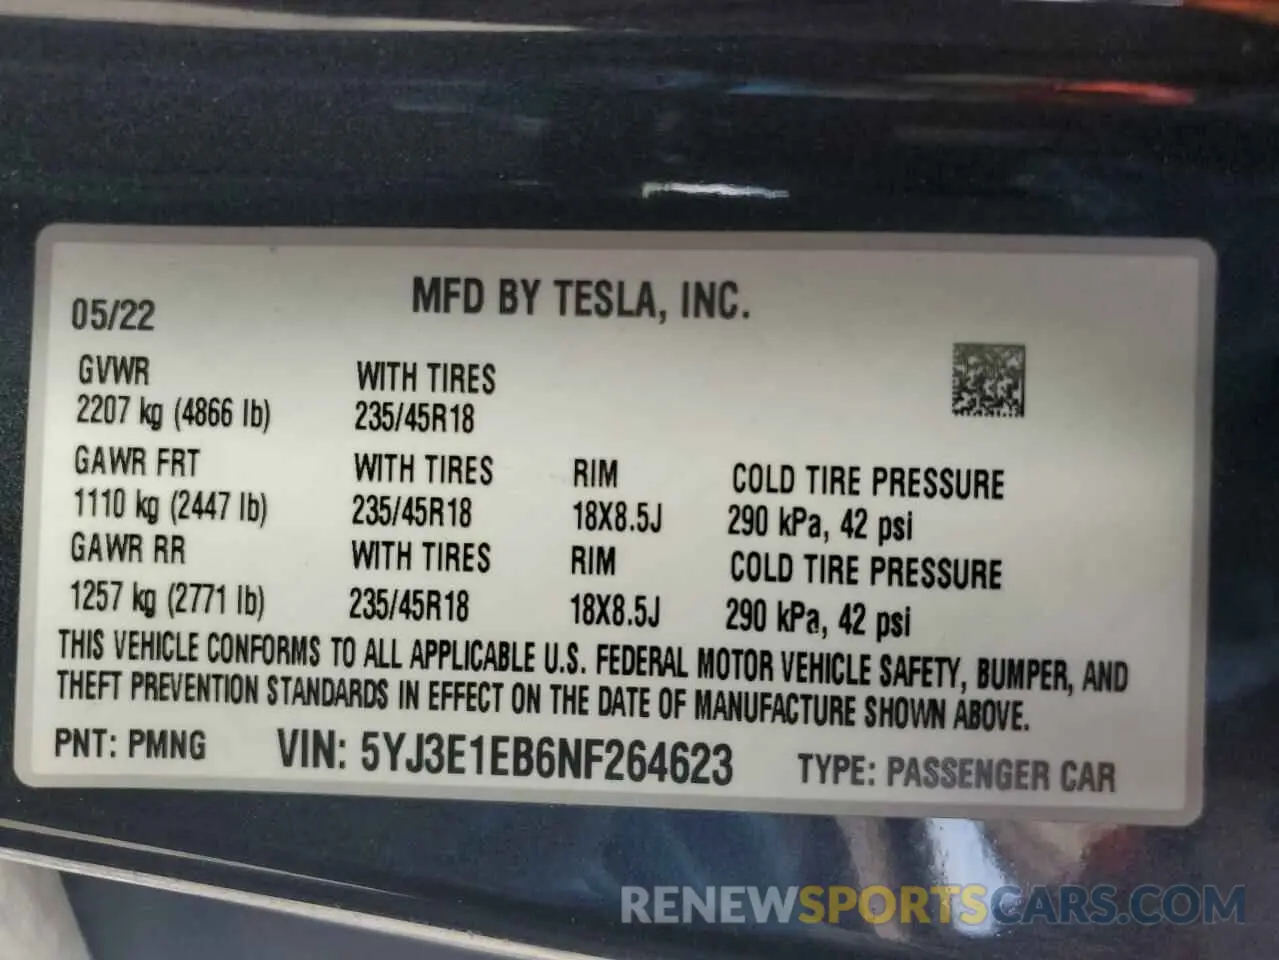 MFD BY TESLA, INC.
05/22
GVWR WITH TIRES
2207 kg (4866 lb) 235/45R18
GAWR FRT WITH TIRES RIM COLD TIRE PRESSURE
1110 kg (2447 lb) 235/45R18 18X8.5J 290 kPa, 42 psi
GAWR RR WITH TIRES RIM COLD TIRE PRESSURE
1257 kg (2771 lb) 235/45R18 18X8.5J 290 kPa, 42 psi
THIS VEHICLE CONFORMS TO ALL APPLICABLE U.S. FEDERAL MOTOR VEHICLE SAFETY, BUMPER, AND
THEFT PREVENTION STANDARDS IN EFFECT ON THE DATE OF MANUFACTURE SHOWN ABOVE.
PNT: PMNG VIN: 5YJ3E1EB6NF264623 TYPE: PASSENGER CAR
RENEWSPORTSCARS.COM